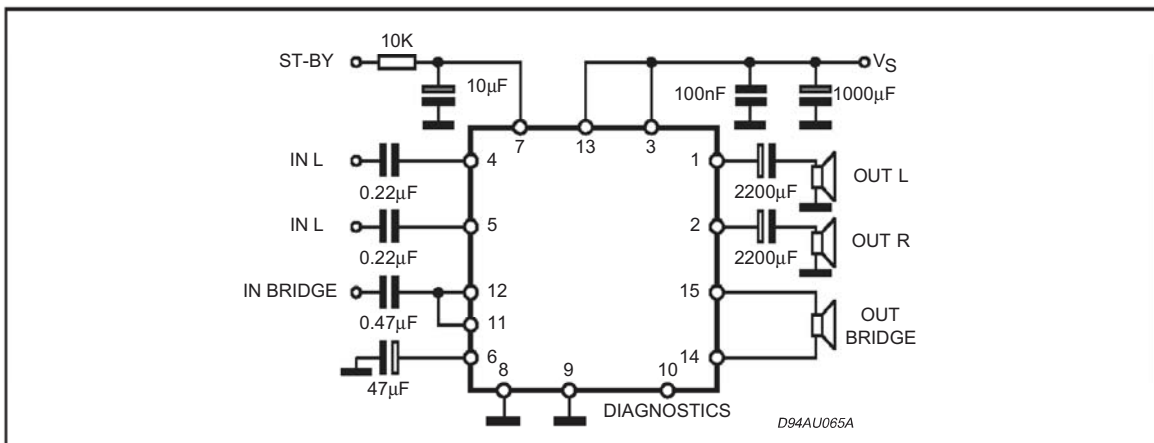 10K
ST-BY
10µF
100nF
1000µF
VS
7
13
3
IN L
0.22µF
4
1
2200µF
OUT L
IN L
0.22µF
5
2
2200µF
OUT R
IN BRIDGE
0.47µF
12
11
15
14
OUT
BRIDGE
47µF
6
8
9
10
DIAGNOSTICS
D94AU065A